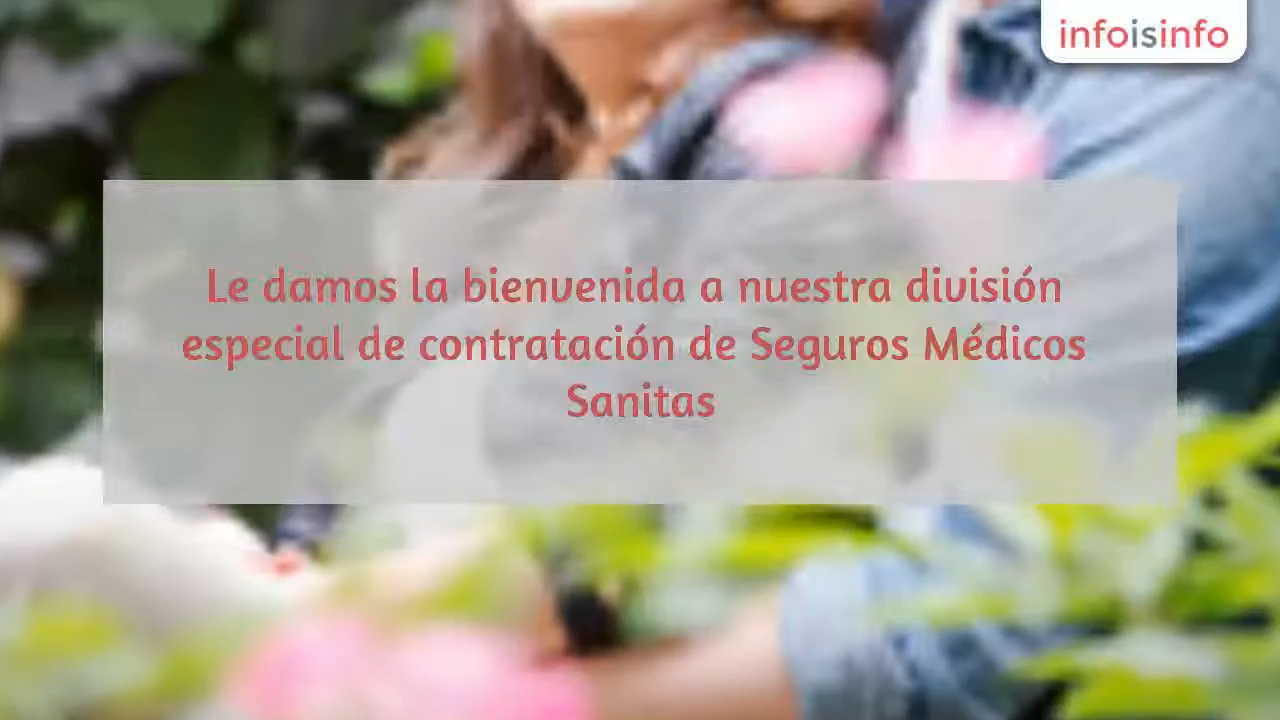 infoisinfo
Le damos la bienvenida a nuestra división
especial de contratación de Seguros Médicos
Sanitas